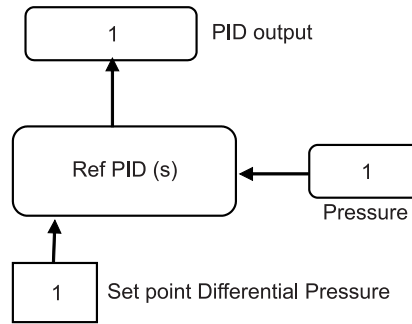 1
PID output
Ref PID (s)
1
Pressure
1
Set point Differential Pressure